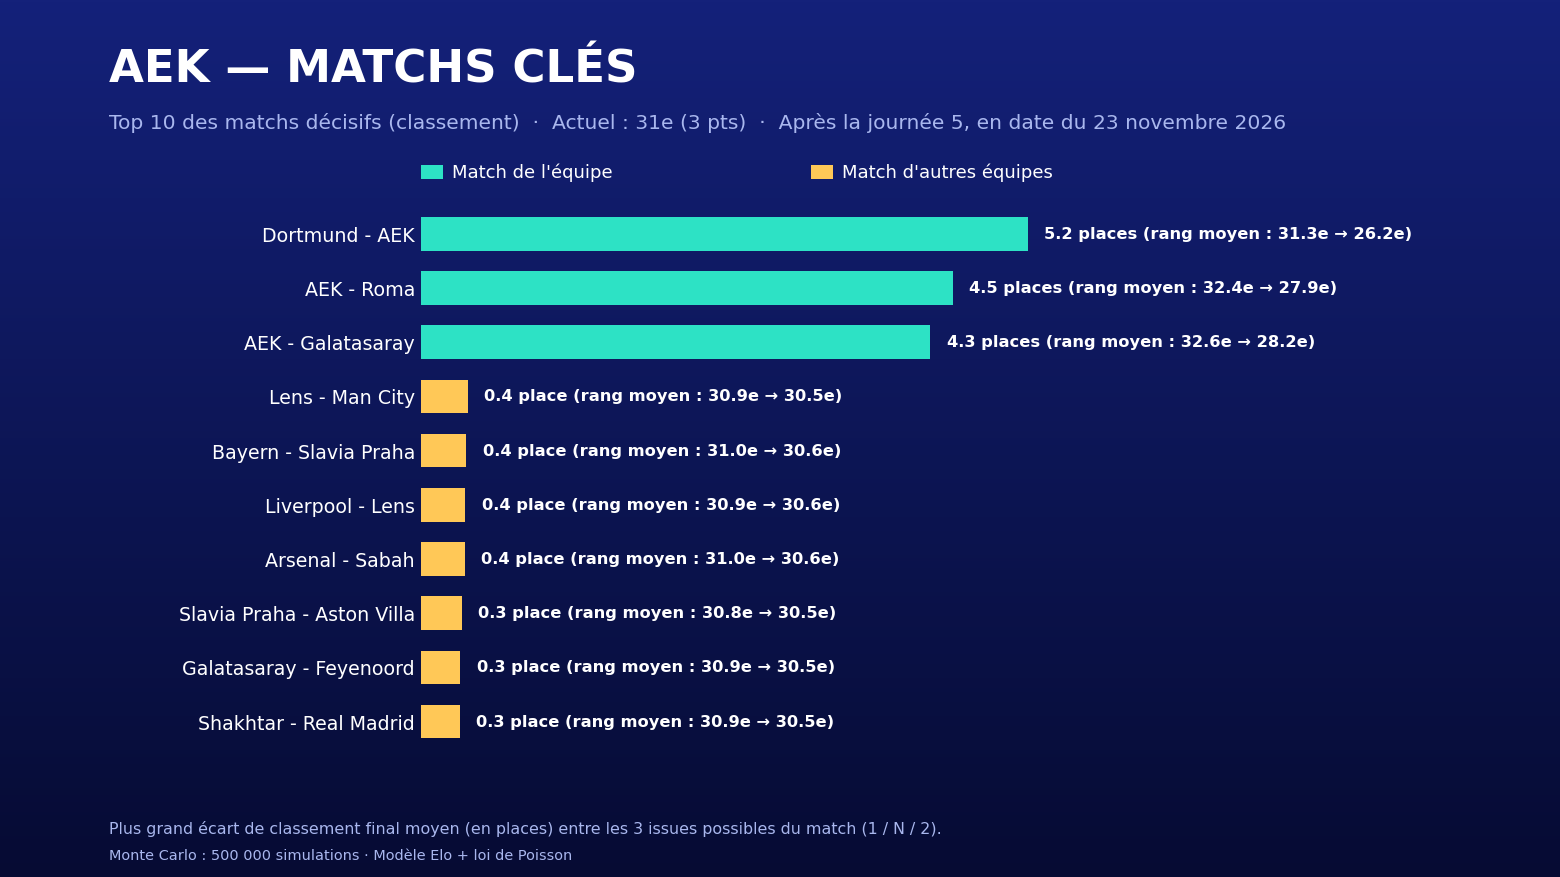 AEK — MATCHS CLÉS
Top 10 des matchs décisifs (classement) · Actuel : 31e (3 pts) · Après la journée 5, en date du 23 novembre 2026
Match de l'équipe
Match d'autres équipes
Dortmund - AEK 5.2 places (rang moyen : 31.3e → 26.2e)
AEK - Roma 4.5 places (rang moyen : 32.4e → 27.9e)
AEK - Galatasaray 4.3 places (rang moyen : 32.6e → 28.2e)
Lens - Man City 0.4 place (rang moyen : 30.9e → 30.5e)
Bayern - Slavia Praha 0.4 place (rang moyen : 31.0e → 30.6e)
Liverpool - Lens 0.4 place (rang moyen : 30.9e → 30.6e)
Arsenal - Sabah 0.4 place (rang moyen : 31.0e → 30.6e)
Slavia Praha - Aston Villa 0.3 place (rang moyen : 30.8e → 30.5e)
Galatasaray - Feyenoord 0.3 place (rang moyen : 30.9e → 30.5e)
Shakhtar - Real Madrid 0.3 place (rang moyen : 30.9e → 30.5e)
Plus grand écart de classement final moyen (en places) entre les 3 issues possibles du match (1 / N / 2).
Monte Carlo : 500 000 simulations · Modèle Elo + loi de Poisson